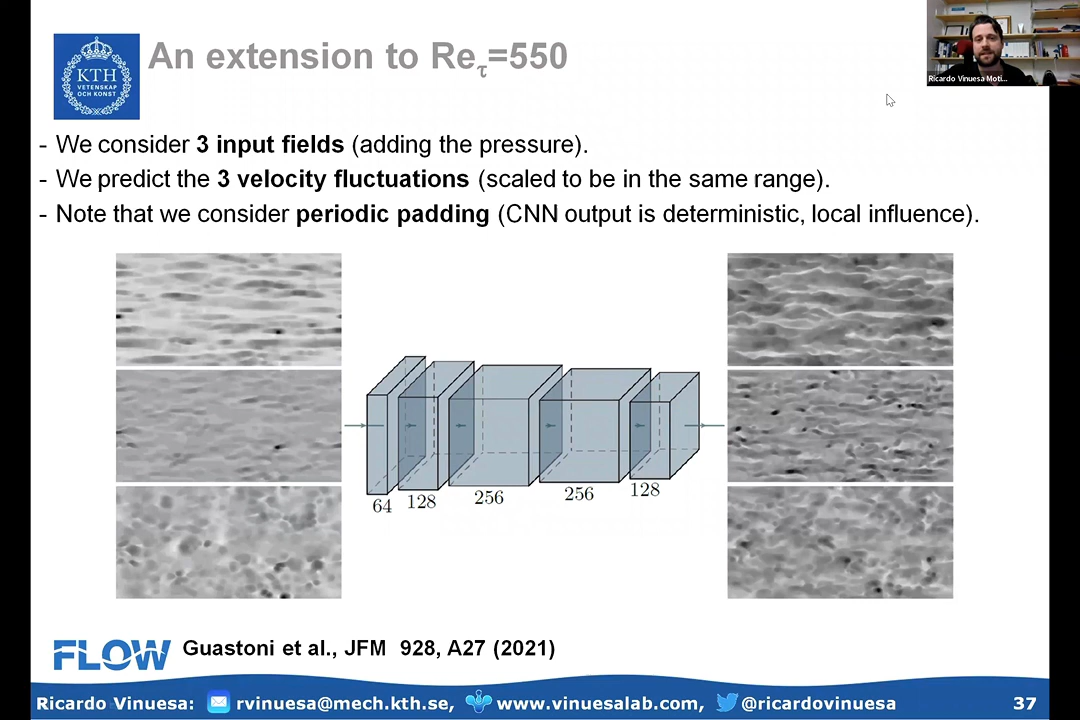 An extension to Reτ=550
KTH
VETENSKAP
OCH KONST
Ricardo Vinuesa Moti...
- We consider 3 input fields (adding the pressure).
- We predict the 3 velocity fluctuations (scaled to be in the same range).
- Note that we consider periodic padding (CNN output is deterministic, local influence).
64 128 256 256 128
FLOW Guastoni et al., JFM 928, A27 (2021)
Ricardo Vinuesa: rvinuesa@mech.kth.se, www.vinuesalab.com, @ricardovinuesa 37